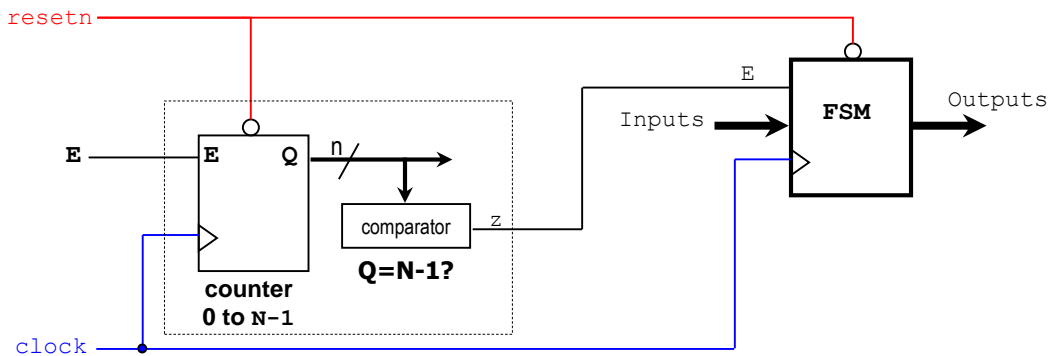 resetn
E
Outputs
Inputs
FSM
E
E
Q
n
comparator
z
Q=N-1?
counter
0 to N-1
clock